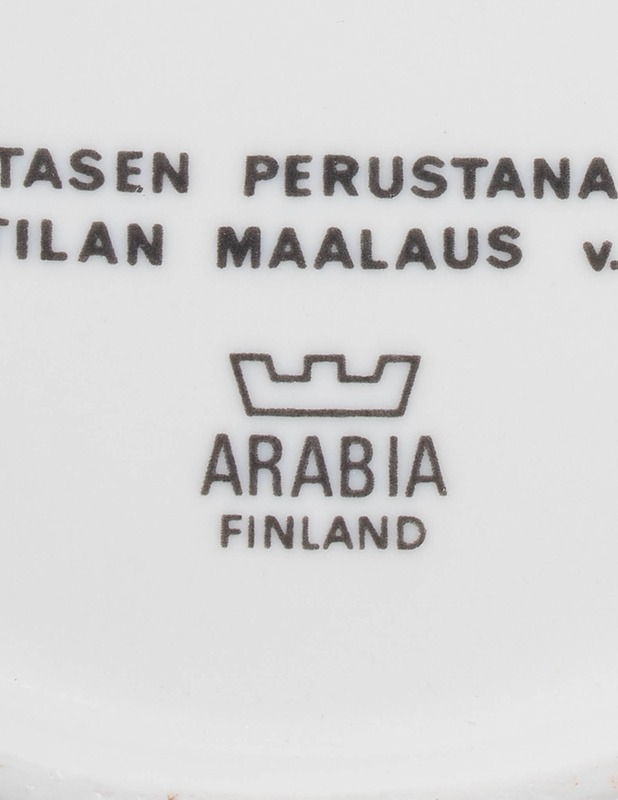 TASEN PERUSTANA
TILAN MAALAUS v.
ARABIA
FINLAND